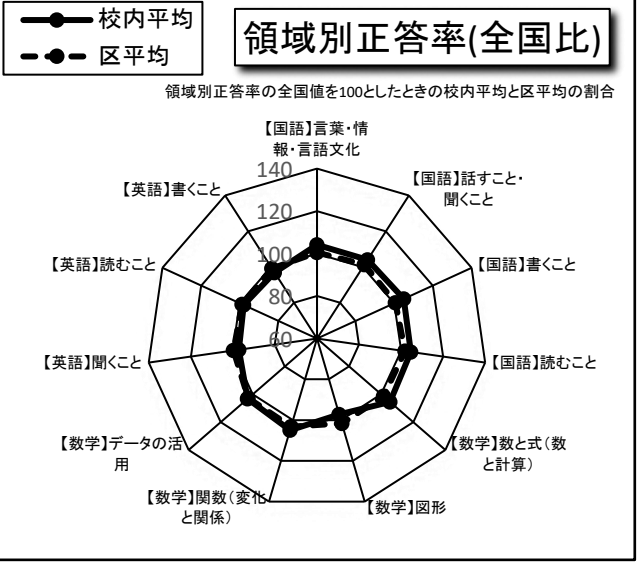 校内平均
区平均
領域別正答率(全国比)
領域別正答率の全国値を100としたときの校内平均と区平均の割合
【国語】言葉・情
報・言語文化
【国語】話すこと・
聞くこと
【国語】書くこと
【国語】読むこと
【数学】数と式(数
と計算)
【数学】図形
【数学】関数(変化
と関係)
【数学】データの活
用
【英語】聞くこと
【英語】読むこと
【英語】書くこと
140
120
100
80
60